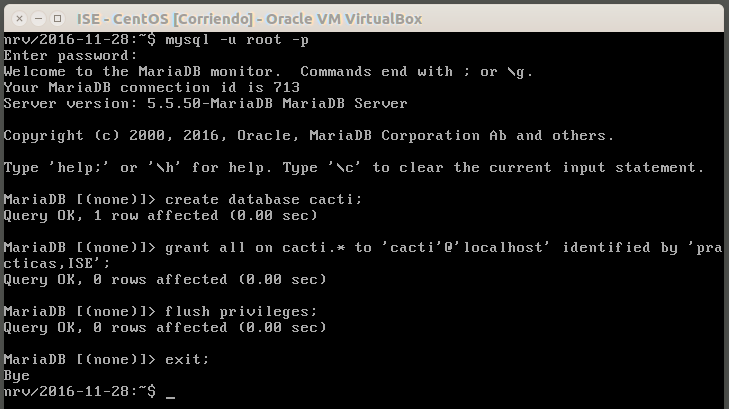 ISE - CentOS [Corriendo] - Oracle VM VirtualBox
nrv/2016-11-28:~$ mysql -u root -p
Enter password:
Welcome to the MariaDB monitor.  Commands end with ; or \g.
Your MariaDB connection id is 713
Server version: 5.5.50-MariaDB MariaDB Server
Copyright (c) 2000, 2016, Oracle, MariaDB Corporation Ab and others.
Type 'help;' or '\h' for help. Type '\c' to clear the current input statement.
MariaDB [(none)]> create database cacti;
Query OK, 1 row affected (0.00 sec)
MariaDB [(none)]> grant all on cacti.* to 'cacti'@'localhost' identified by 'pra
cticas,ISE';
Query OK, 0 rows affected (0.00 sec)
MariaDB [(none)]> flush privileges;
Query OK, 0 rows affected (0.00 sec)
MariaDB [(none)]> exit;
Bye
nrv/2016-11-28:~$ _